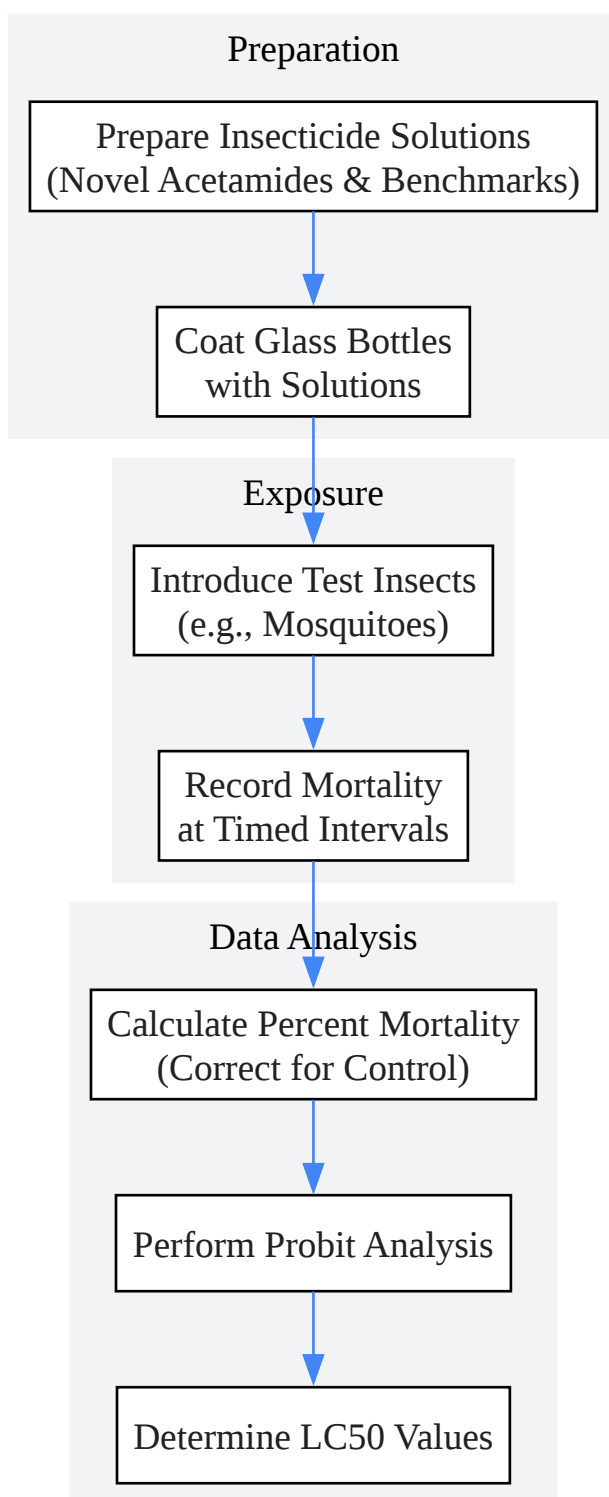 Preparation
Prepare Insecticide Solutions
(Novel Acetamides & Benchmarks)
Coat Glass Bottles
with Solutions
Exposure
Introduce Test Insects
(e.g., Mosquitoes)
Record Mortality
at Timed Intervals
Data Analysis
Calculate Percent Mortality
(Correct for Control)
Perform Probit Analysis
Determine LC50 Values